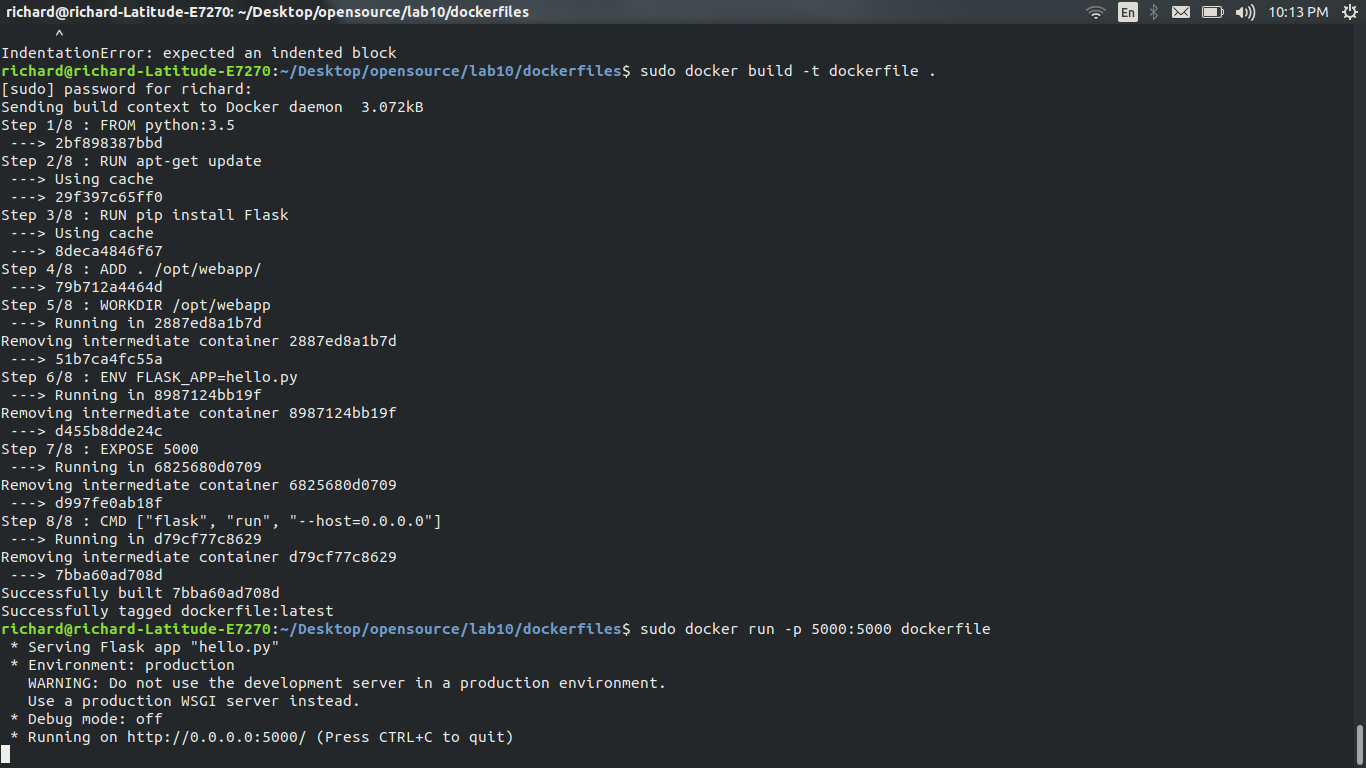 richard@richard-Latitude-E7270: ~/Desktop/opensource/lab10/dockerfiles
En
10:13 PM
^
IndentationError: expected an indented block
richard@richard-Latitude-E7270:~/Desktop/opensource/lab10/dockerfiles$ sudo docker build -t dockerfile .
[sudo] password for richard:
Sending build context to Docker daemon  3.072kB
Step 1/8 : FROM python:3.5
 ---> 2bf898387bbd
Step 2/8 : RUN apt-get update
 ---> Using cache
 ---> 29f397c65ff0
Step 3/8 : RUN pip install Flask
 ---> Using cache
 ---> 8deca4846f67
Step 4/8 : ADD . /opt/webapp/
 ---> 79b712a4464d
Step 5/8 : WORKDIR /opt/webapp
 ---> Running in 2887ed8a1b7d
Removing intermediate container 2887ed8a1b7d
 ---> 51b7ca4fc55a
Step 6/8 : ENV FLASK_APP=hello.py
 ---> Running in 8987124bb19f
Removing intermediate container 8987124bb19f
 ---> d455b8dde24c
Step 7/8 : EXPOSE 5000
 ---> Running in 6825680d0709
Removing intermediate container 6825680d0709
 ---> d997fe0ab18f
Step 8/8 : CMD ["flask", "run", "--host=0.0.0.0"]
 ---> Running in d79cf77c8629
Removing intermediate container d79cf77c8629
 ---> 7bba60ad708d
Successfully built 7bba60ad708d
Successfully tagged dockerfile:latest
richard@richard-Latitude-E7270:~/Desktop/opensource/lab10/dockerfiles$ sudo docker run -p 5000:5000 dockerfile
 * Serving Flask app "hello.py"
 * Environment: production
   WARNING: Do not use the development server in a production environment.
   Use a production WSGI server instead.
 * Debug mode: off
 * Running on http://0.0.0.0:5000/ (Press CTRL+C to quit)